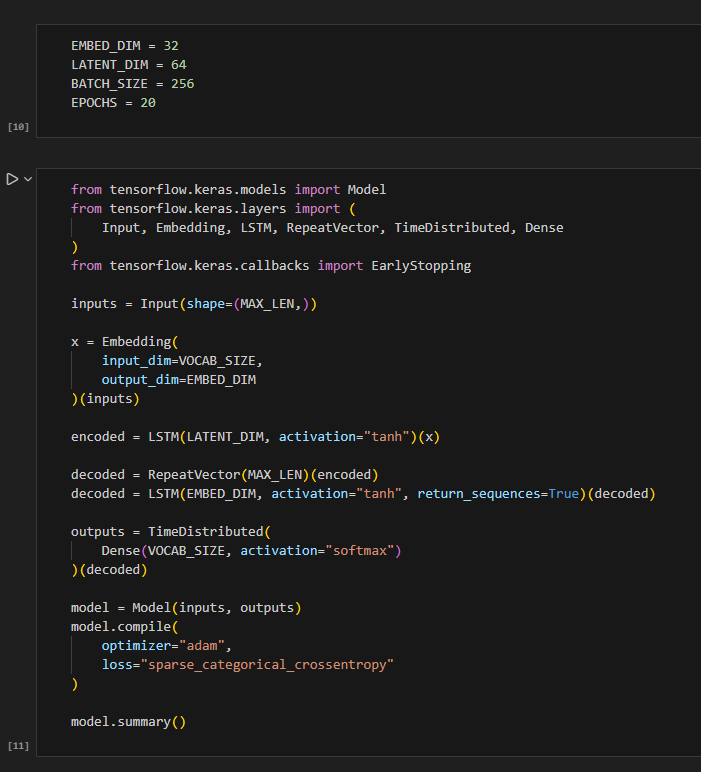 EMBED_DIM = 32
LATENT_DIM = 64
BATCH_SIZE = 256
EPOCHS = 20
[10]
from tensorflow.keras.models import Model
from tensorflow.keras.layers import (
    Input, Embedding, LSTM, RepeatVector, TimeDistributed, Dense
)
from tensorflow.keras.callbacks import EarlyStopping
inputs = Input(shape=(MAX_LEN,))
x = Embedding(
    input_dim=VOCAB_SIZE,
    output_dim=EMBED_DIM
)(inputs)
encoded = LSTM(LATENT_DIM, activation="tanh")(x)
decoded = RepeatVector(MAX_LEN)(encoded)
decoded = LSTM(EMBED_DIM, activation="tanh", return_sequences=True)(decoded)
outputs = TimeDistributed(
    Dense(VOCAB_SIZE, activation="softmax")
)(decoded)
model = Model(inputs, outputs)
model.compile(
    optimizer="adam",
    loss="sparse_categorical_crossentropy"
)
model.summary()
[11]